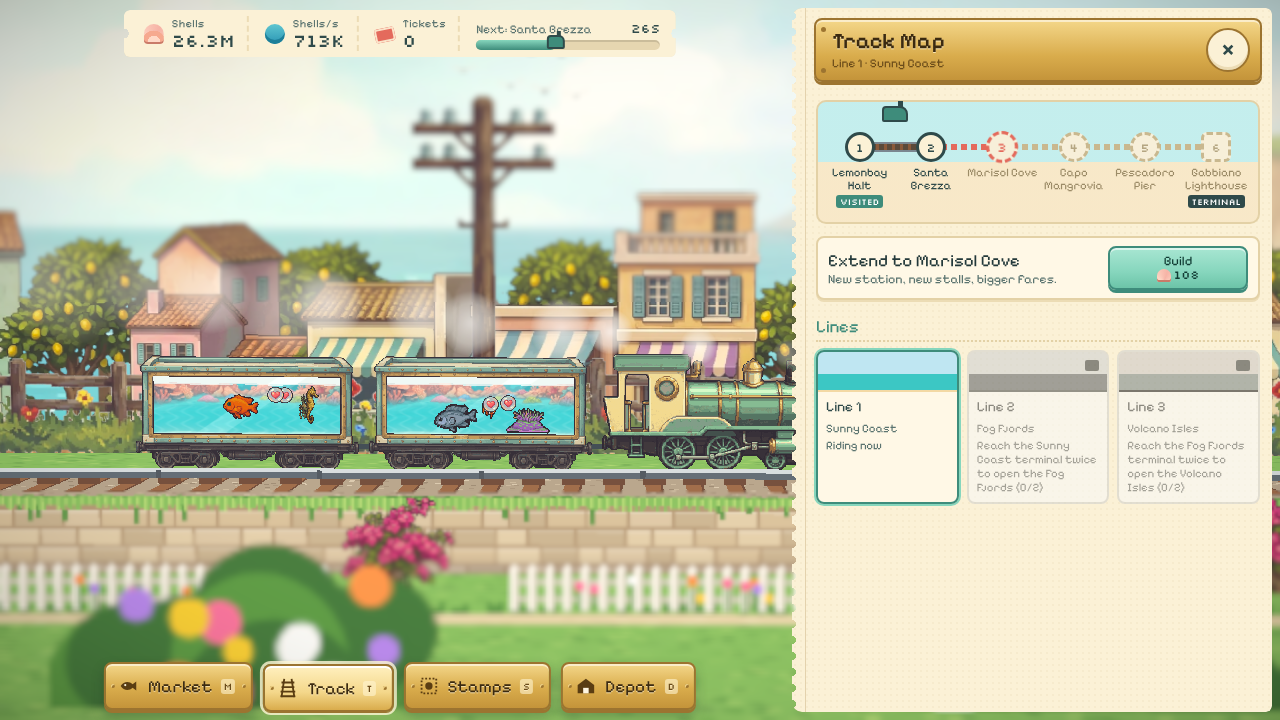 Shells
26.3M
Shells/s
713K
Tickets
0
Next: Santa Brezza
26s
Track Map
Line 1 · Sunny Coast
1
2
3
4
5
6
Lemonbay Halt
Santa Brezza
Marisol Cove
Capo Mangrovia
Pescadoro Pier
Gabbiano Lighthouse
VISITED
TERMINAL
Extend to Marisol Cove
New station, new stalls, bigger fares.
Build
108
Lines
Line 1
Sunny Coast
Riding now
Line 2
Fog Fjords
Reach the Sunny
Coast terminal twice
to open the Fog
Fjords (0/2)
Line 3
Volcano Isles
Reach the Fog Fjords
terminal twice to
open the Volcano
Isles (0/2)
Market M
Track T
Stamps S
Depot D